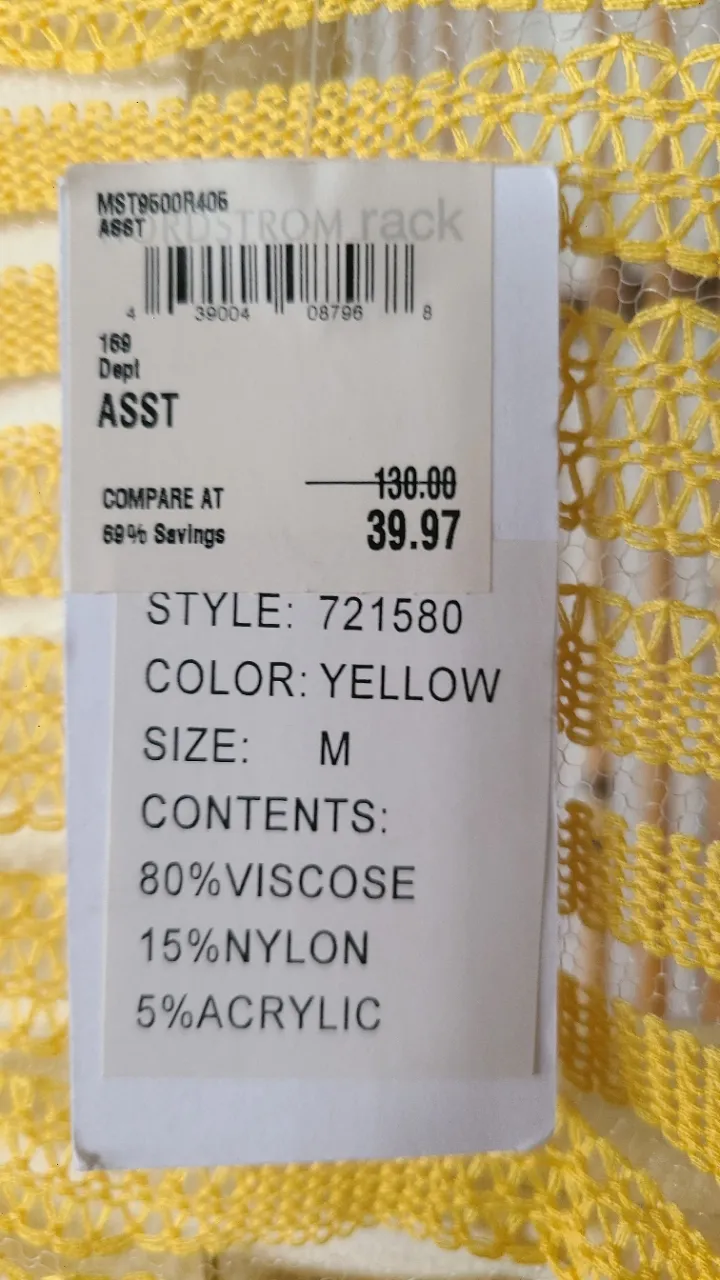 MST9500R405
NORDSTROM rack
ASST
4 39004 08796 8
169
Dept
ASST
130.00
COMPARE AT
69% Savings
39.97
STYLE: 721580
COLOR: YELLOW
SIZE: M
CONTENTS:
80%VISCOSE
15%NYLON
5%ACRYLIC